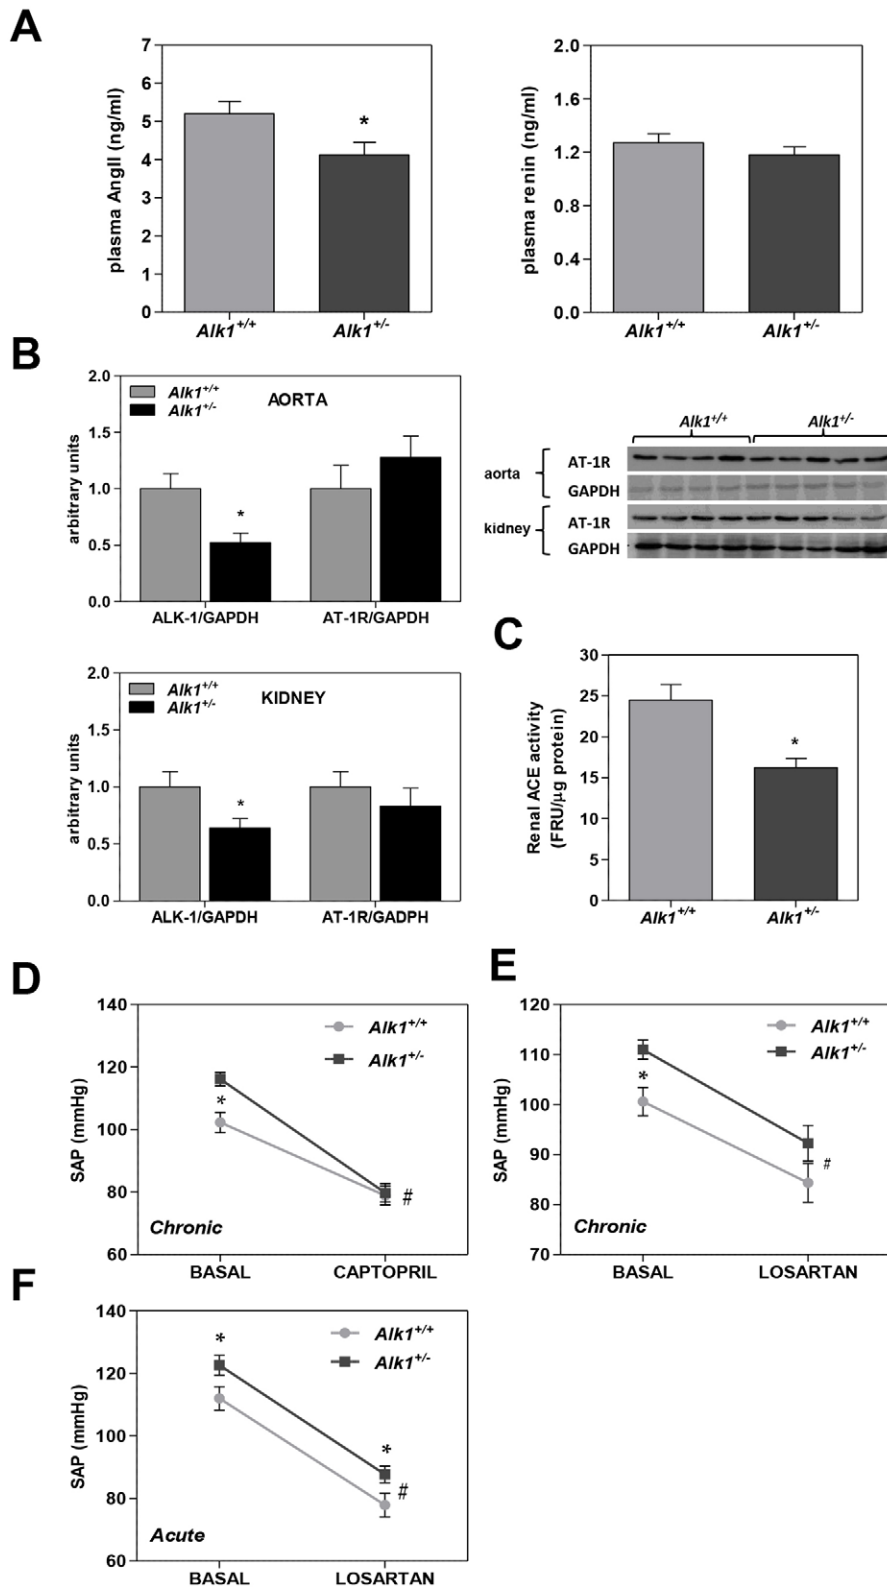 A
7
6
5
4
3
2
1
0
plasma AngII (ng/ml)
*
Alk1+/+
Alk1+/-
2.0
1.6
1.2
0.8
0.4
0.0
plasma renin (ng/ml)
Alk1+/+
Alk1+/-
B
2.0
1.5
1.0
0.5
0.0
arbitrary units
Alk1+/+
Alk1+/-
AORTA
*
ALK-1/GAPDH
AT-1R/GAPDH
Alk1+/+
Alk1+/-
aorta
AT-1R
GAPDH
kidney
AT-1R
GAPDH
2.0
1.5
1.0
0.5
0.0
arbitrary units
Alk1+/+
Alk1+/-
KIDNEY
*
ALK-1/GAPDH
AT-1R/GADPH
C
30
25
20
15
10
5
0
Renal ACE activity
(FRU/µg protein)
*
Alk1+/+
Alk1+/-
D
140
120
100
80
60
SAP (mmHg)
Alk1+/+
Alk1+/-
*
#
Chronic
BASAL
CAPTOPRIL
E
120
110
100
90
80
70
SAP (mmHg)
Alk1+/+
Alk1+/-
*
#
Chronic
BASAL
LOSARTAN
F
140
120
100
80
60
SAP (mmHg)
Alk1+/+
Alk1+/-
*
*
#
Acute
BASAL
LOSARTAN